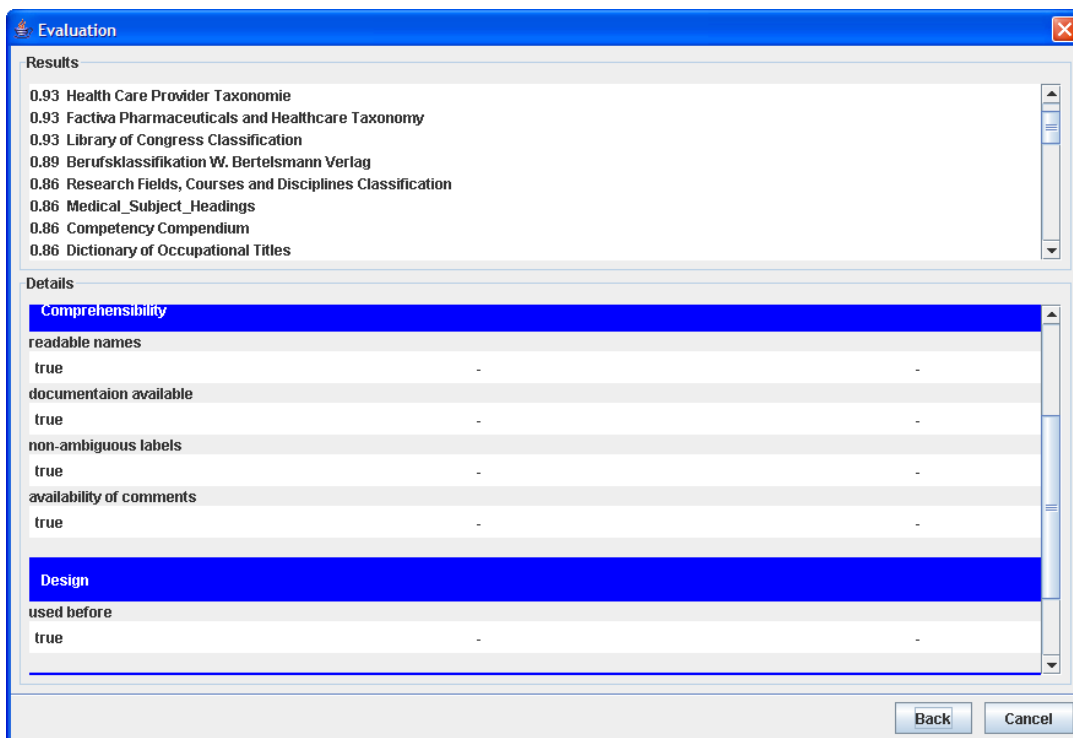 Evaluation
Results
0.93 Health Care Provider Taxonomie
0.93 Factiva Pharmaceuticals and Healthcare Taxonomy
0.93 Library of Congress Classification
0.89 Berufsklassifikation W. Bertelsmann Verlag
0.86 Research Fields, Courses and Disciplines Classification
0.86 Medical_Subject_Headings
0.86 Competency Compendium
0.86 Dictionary of Occupational Titles
Details
Comprehensibility
readable names
true - -
documentaion available
true - -
non-ambiguous labels
true - -
availability of comments
true - -
Design
used before
true - -
Back Cancel